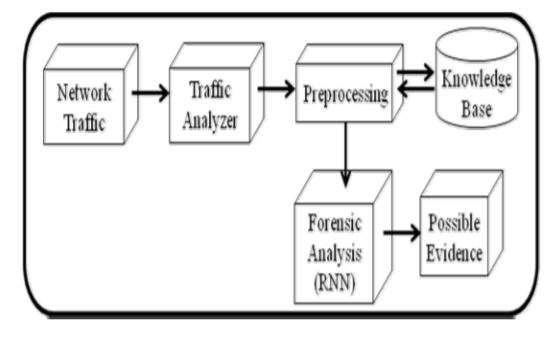 Network
Traffic
Traffic
Analyzer
Preprocessing
Knowledge
Base
Forensic
Analysis
(RNN)
Possible
Evidence